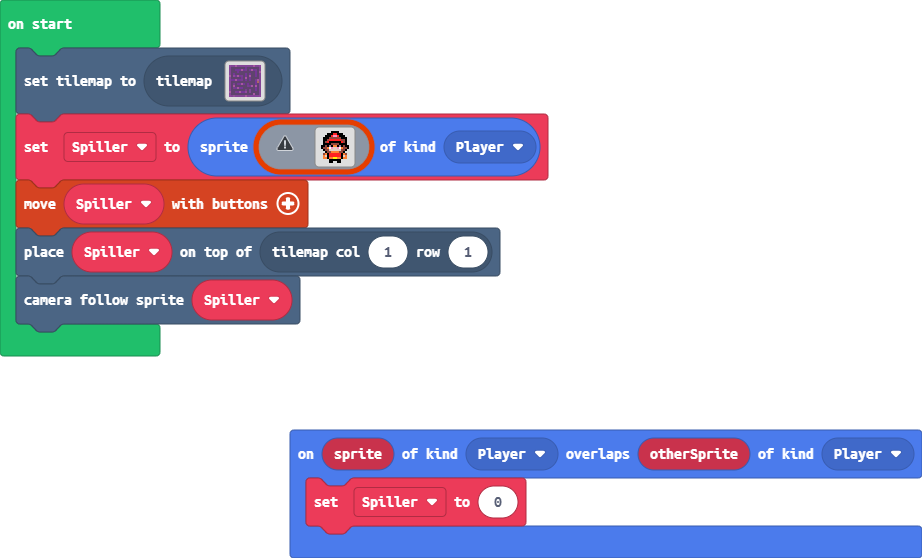 on start
set tilemap to tilemap
set Spiller to sprite of kind Player
move Spiller with buttons
place Spiller on top of tilemap col 1 row 1
camera follow sprite Spiller
on sprite of kind Player overlaps otherSprite of kind Player
set Spiller to 0